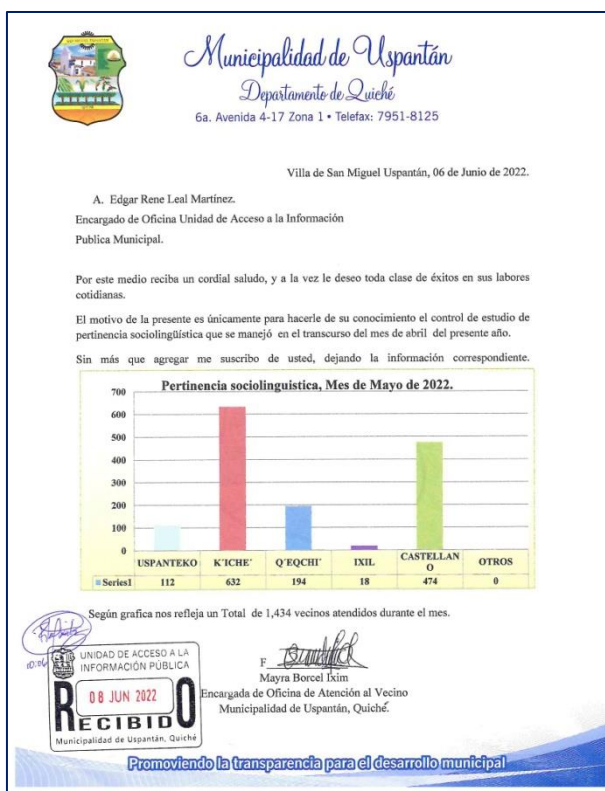 Municipalidad de Uspantán
Departamento de Quiché
6a. Avenida 4-17 Zona 1 • Telefax: 7951-8125
Villa de San Miguel Uspantán, 06 de Junio de 2022.
A. Edgar Rene Leal Martínez.
Encargado de Oficina Unidad de Acceso a la Información
Publica Municipal.
Por este medio reciba un cordial saludo, y a la vez le deseo toda clase de éxitos en sus labores
cotidianas.
El motivo de la presente es únicamente para hacerle de su conocimiento el control de estudio de
pertinencia sociolingüística que se manejó en el transcurso del mes de abril del presente año.
Sin más que agregar me suscribo de usted, dejando la información correspondiente.
Pertinencia sociolinguistica, Mes de Mayo de 2022.
700
600
500
400
300
200
100
0
USPANTEKO K´ICHE´ Q´EQCHI´ IXIL CASTELLAN
O OTROS
Series1 112 632 194 18 474 0
Según grafica nos refleja un Total de 1,434 vecinos atendidos durante el mes.
10:06
UNIDAD DE ACCESO A LA
INFORMACIÓN PÚBLICA
08 JUN 2022
RECIBIDO
Municipalidad de Uspantán, Quiché
F
Mayra Borcel Ixim
Encargada de Oficina de Atención al Vecino
Municipalidad de Uspantán, Quiché.
Promoviendo la transparencia para el desarrollo municipal